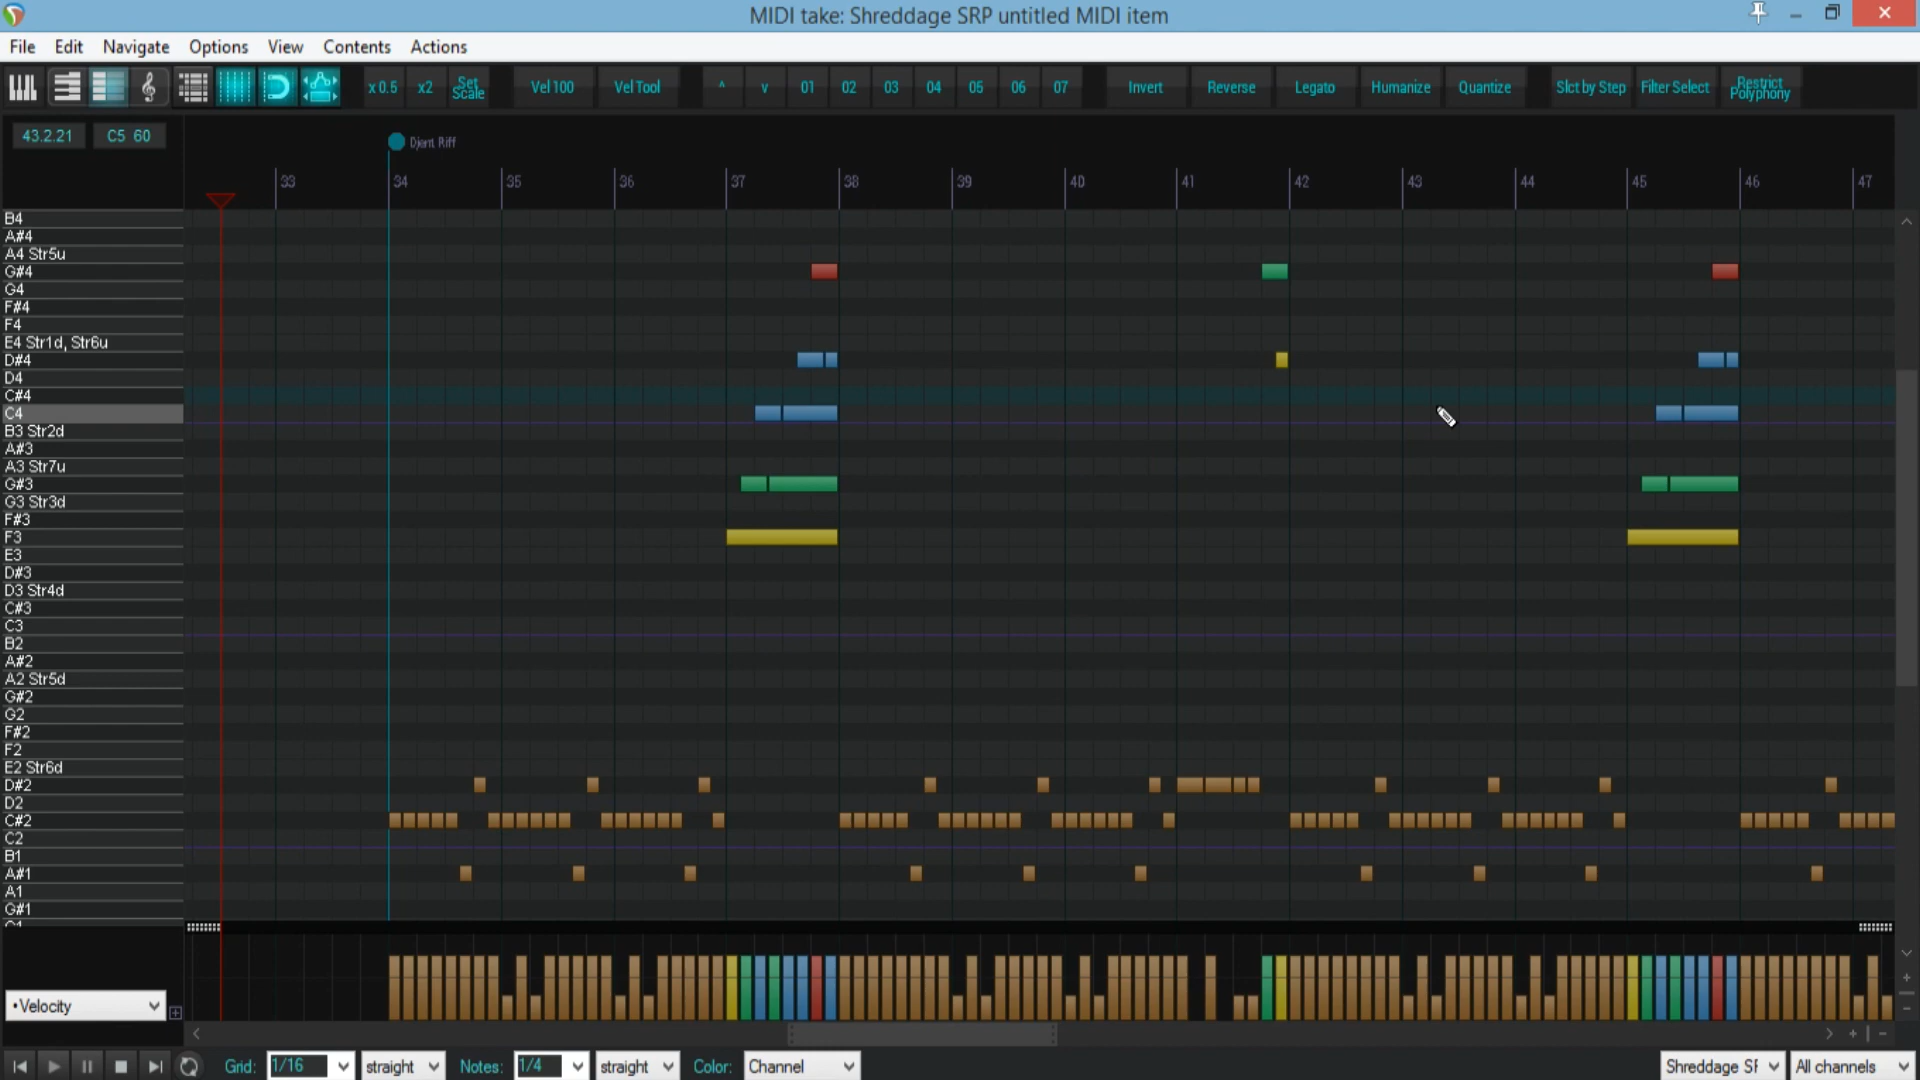 MIDI take: Shreddage SRP untitled MIDI item
File Edit Navigate Options View Contents Actions
x 0.5 x2 Set Scale Vel 100 Vel Tool ^ v 01 02 03 04 05 06 07 Invert Reverse Legato Humanize Quantize Slct by Step Filter Select Restrict Polyphony
43.2.21 C5 60
Djent Riff
33 34 35 36 37 38 39 40 41 42 43 44 45 46 47
B4
A#4
A4 Str5u
G#4
G4
F#4
F4
E4 Str1d, Str6u
D#4
D4
C#4
C4
B3 Str2d
A#3
A3 Str7u
G#3
G3 Str3d
F#3
F3
E3
D#3
D3 Str4d
C#3
C3
B2
A#2
A2 Str5d
G#2
G2
F#2
F2
E2 Str6d
D#2
D2
C#2
C2
B1
A#1
A1
G#1
•Velocity
Grid: 1/16 straight Notes: 1/4 straight Color: Channel Shreddage SF All channels